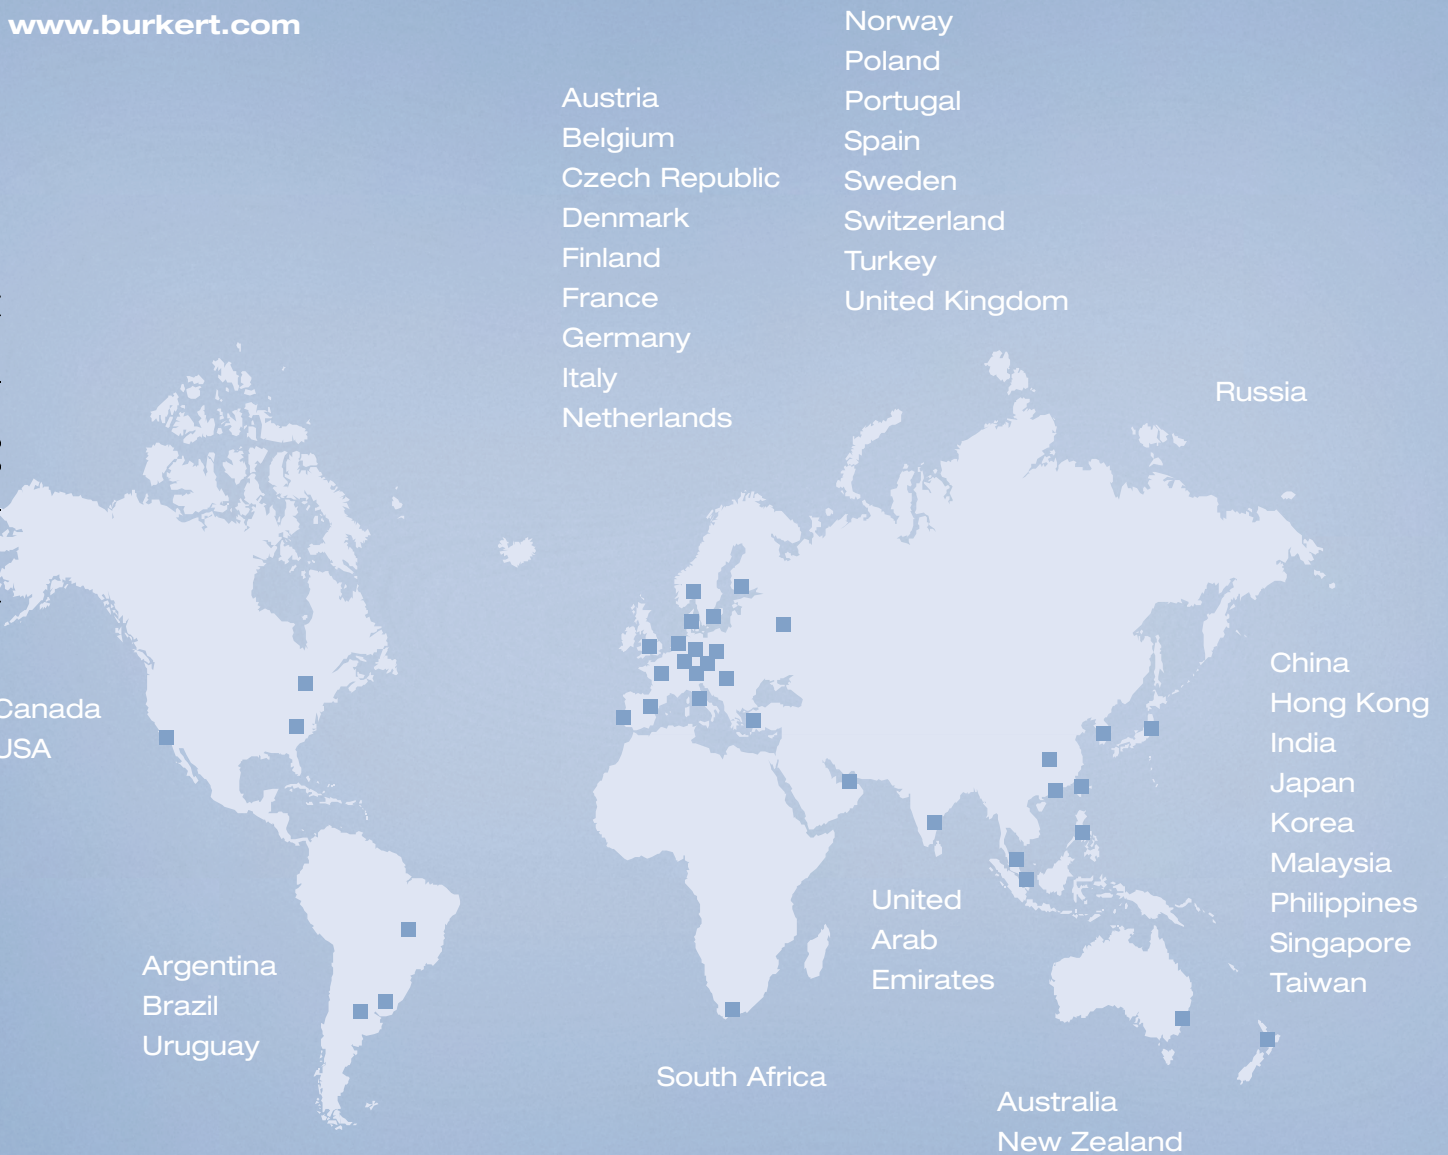 www.burkert.com
Austria
Belgium
Czech Republic
Denmark
Finland
France
Germany
Italy
Netherlands
Norway
Poland
Portugal
Spain
Sweden
Switzerland
Turkey
United Kingdom
Russia
Canada
USA
China
Hong Kong
India
Japan
Korea
Malaysia
Philippines
Singapore
Taiwan
United
Arab
Emirates
Argentina
Brazil
Uruguay
South Africa
Australia
New Zealand